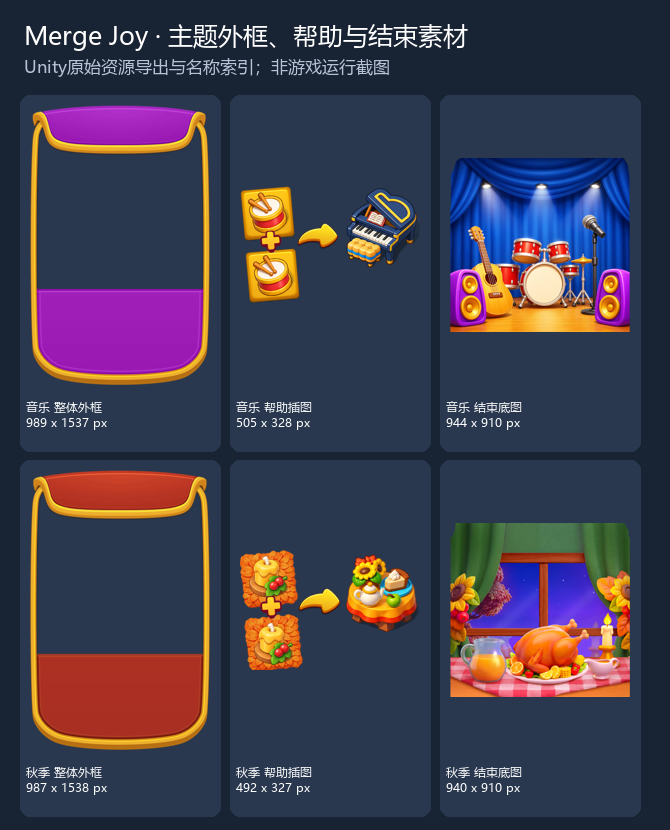 Merge Joy · 主题外框、帮助与结束素材
Unity原始资源导出与名称索引；非游戏运行截图
音乐 整体外框
989 x 1537 px
音乐 帮助插图
505 x 328 px
音乐 结束底图
944 x 910 px
秋季 整体外框
987 x 1538 px
秋季 帮助插图
492 x 327 px
秋季 结束底图
940 x 910 px